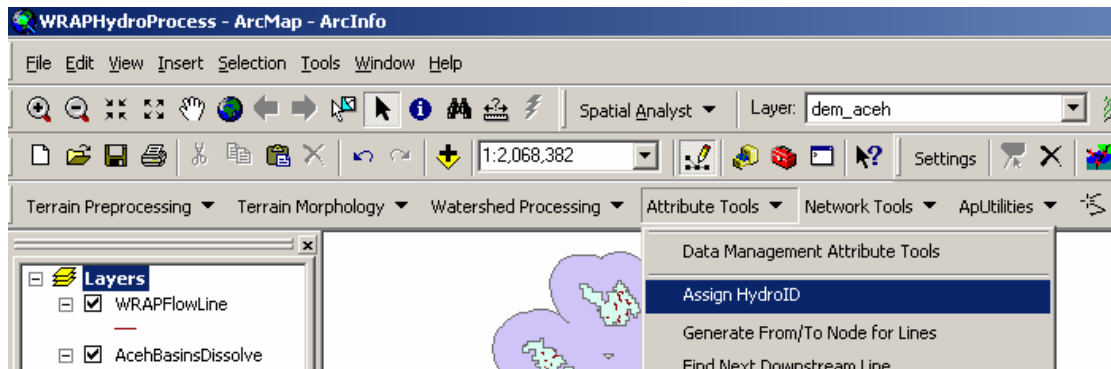 WRAPHydroProcess - ArcMap - ArcInfo
File Edit View Insert Selection Tools Window Help
Spatial Analyst Layer: dem_aceh
1:2,068,382 Settings
Terrain Preprocessing Terrain Morphology Watershed Processing Attribute Tools Network Tools ApUtilities
Data Management Attribute Tools
Layers
Assign HydroID
WRAPFlowLine
Generate From/To Node for Lines
AcehBasinsDissolve
Find Next Downstream Line